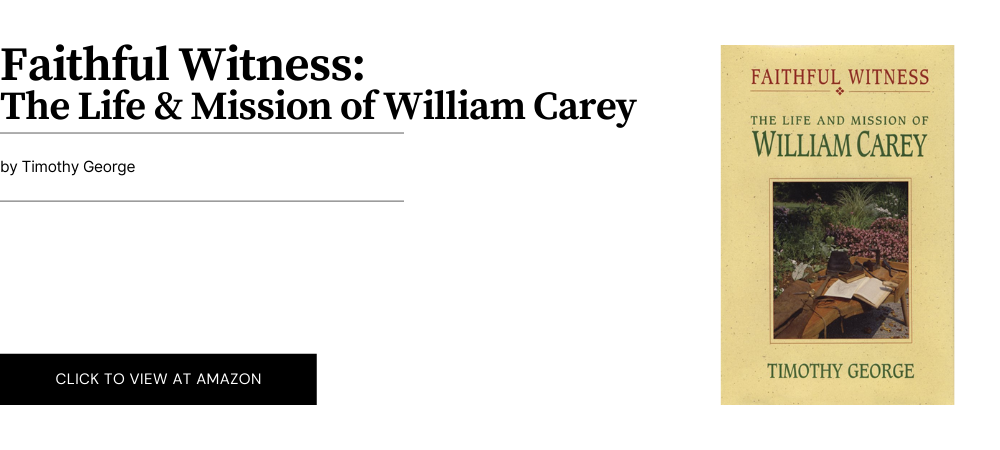 Faithful Witness:
The Life & Mission of William Carey
by Timothy George
CLICK TO VIEW AT AMAZON
FAITHFUL WITNESS
THE LIFE AND MISSION OF
WILLIAM CAREY
TIMOTHY GEORGE